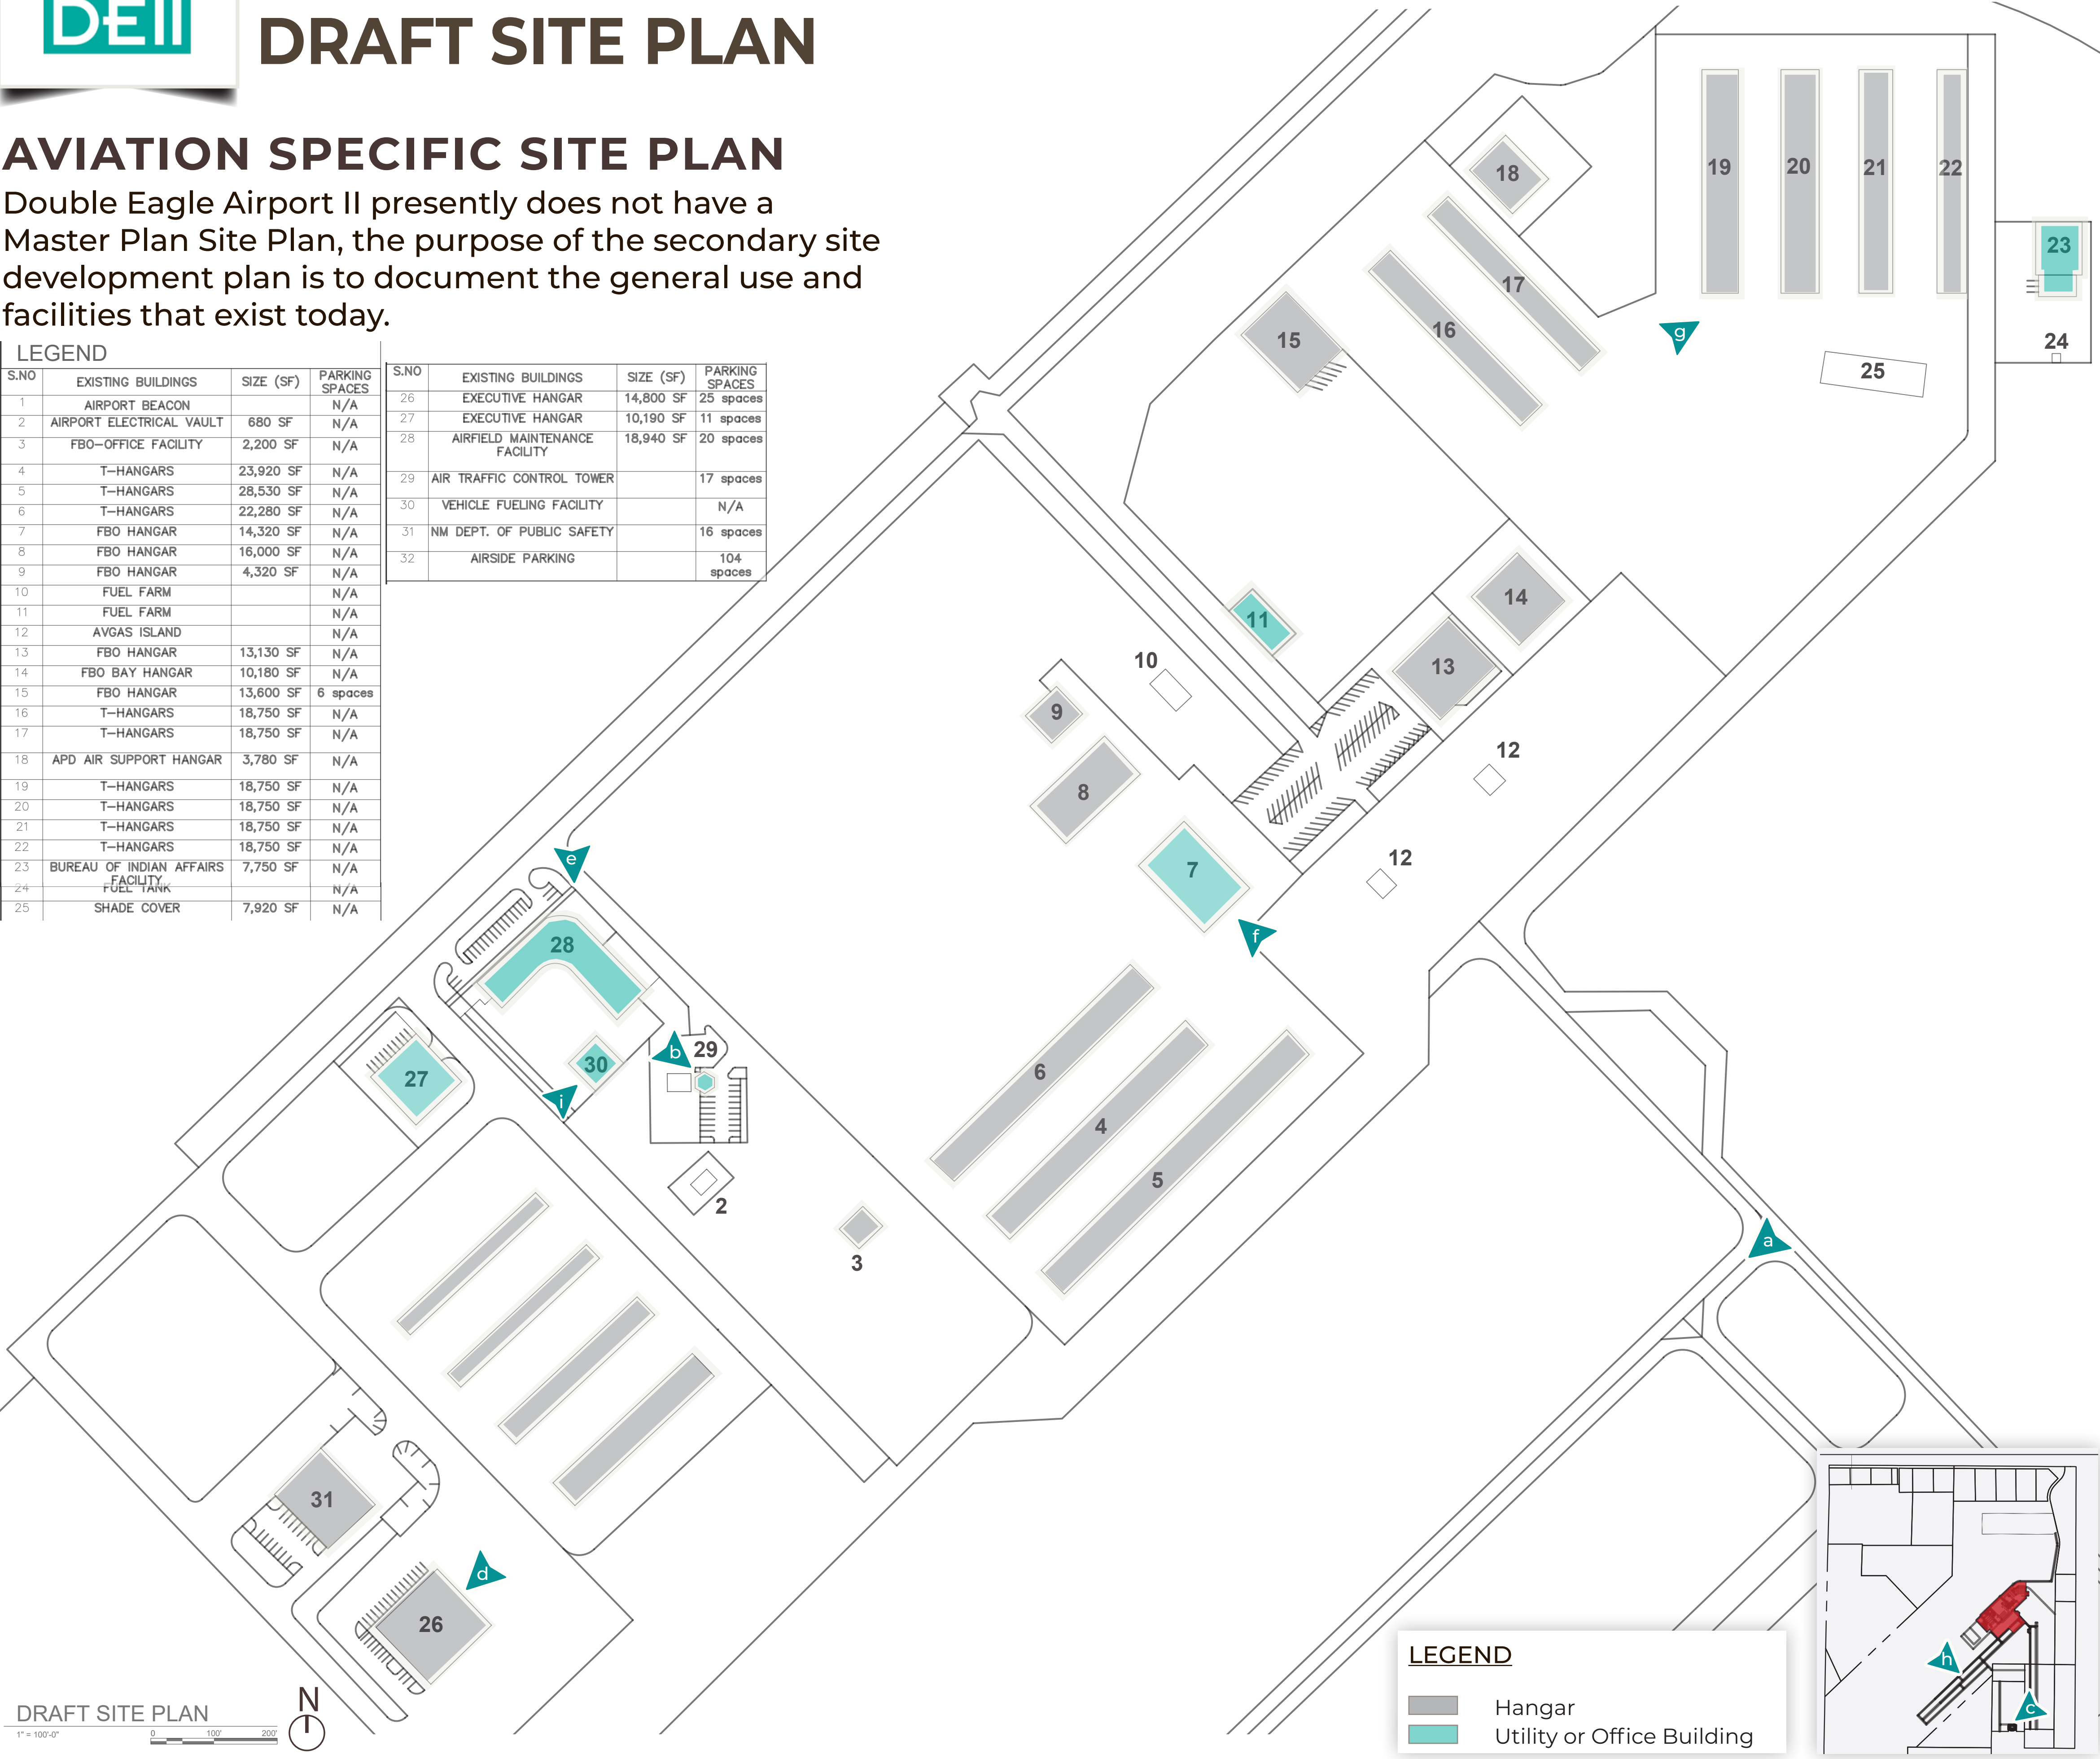 DEII
DRAFT SITE PLAN
AVIATION SPECIFIC SITE PLAN
Double Eagle Airport II presently does not have a
Master Plan Site Plan, the purpose of the secondary site
development plan is to document the general use and
facilities that exist today.
LEGEND
S.NO EXISTING BUILDINGS SIZE (SF) PARKING SPACES
1 AIRPORT BEACON N/A
2 AIRPORT ELECTRICAL VAULT 680 SF N/A
3 FBO-OFFICE FACILITY 2,200 SF N/A
4 T-HANGARS 23,920 SF N/A
5 T-HANGARS 28,530 SF N/A
6 T-HANGARS 22,280 SF N/A
7 FBO HANGAR 14,320 SF N/A
8 FBO HANGAR 16,000 SF N/A
9 FBO HANGAR 4,320 SF N/A
10 FUEL FARM N/A
11 FUEL FARM N/A
12 AVGAS ISLAND N/A
13 FBO HANGAR 13,130 SF N/A
14 FBO BAY HANGAR 10,180 SF N/A
15 FBO HANGAR 13,600 SF 6 spaces
16 T-HANGARS 18,750 SF N/A
17 T-HANGARS 18,750 SF N/A
18 APD AIR SUPPORT HANGAR 3,780 SF N/A
19 T-HANGARS 18,750 SF N/A
20 T-HANGARS 18,750 SF N/A
21 T-HANGARS 18,750 SF N/A
22 T-HANGARS 18,750 SF N/A
23 BUREAU OF INDIAN AFFAIRS FACILITY 7,750 SF N/A
24 FUEL TANK N/A
25 SHADE COVER 7,920 SF N/A
S.NO EXISTING BUILDINGS SIZE (SF) PARKING SPACES
26 EXECUTIVE HANGAR 14,800 SF 25 spaces
27 EXECUTIVE HANGAR 10,190 SF 11 spaces
28 AIRFIELD MAINTENANCE FACILITY 18,940 SF 20 spaces
29 AIR TRAFFIC CONTROL TOWER 17 spaces
30 VEHICLE FUELING FACILITY N/A
31 NM DEPT. OF PUBLIC SAFETY 16 spaces
32 AIRSIDE PARKING 104 spaces
18
19
20
21
22
23
17
16
15
g
24
25
11
14
13
10
9
8
12
12
7
e
f
28
27
30
b
29
i
6
4
5
2
3
a
31
d
26
h
c
LEGEND
Hangar
Utility or Office Building
DRAFT SITE PLAN
1" = 100'-0"
0 100' 200'
N